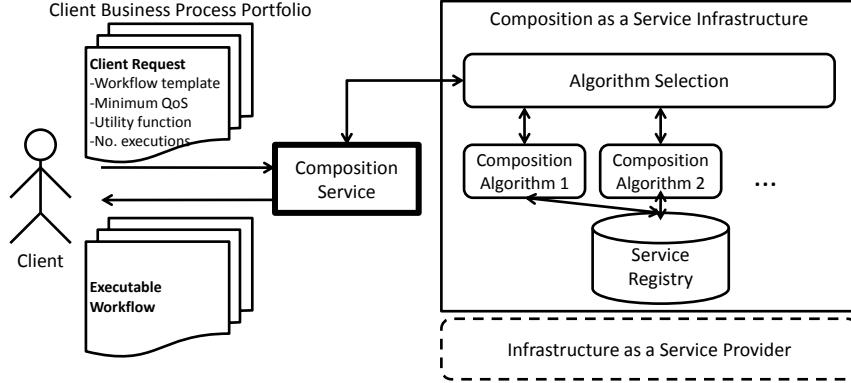 Client Business Process Portfolio
Client Request
-Workflow template
-Minimum QoS
-Utility function
-No. executions
Client
Executable
Workflow
Composition
Service
Composition as a Service Infrastructure
Algorithm Selection
Composition
Algorithm 1
Composition
Algorithm 2
...
Service
Registry
Infrastructure as a Service Provider